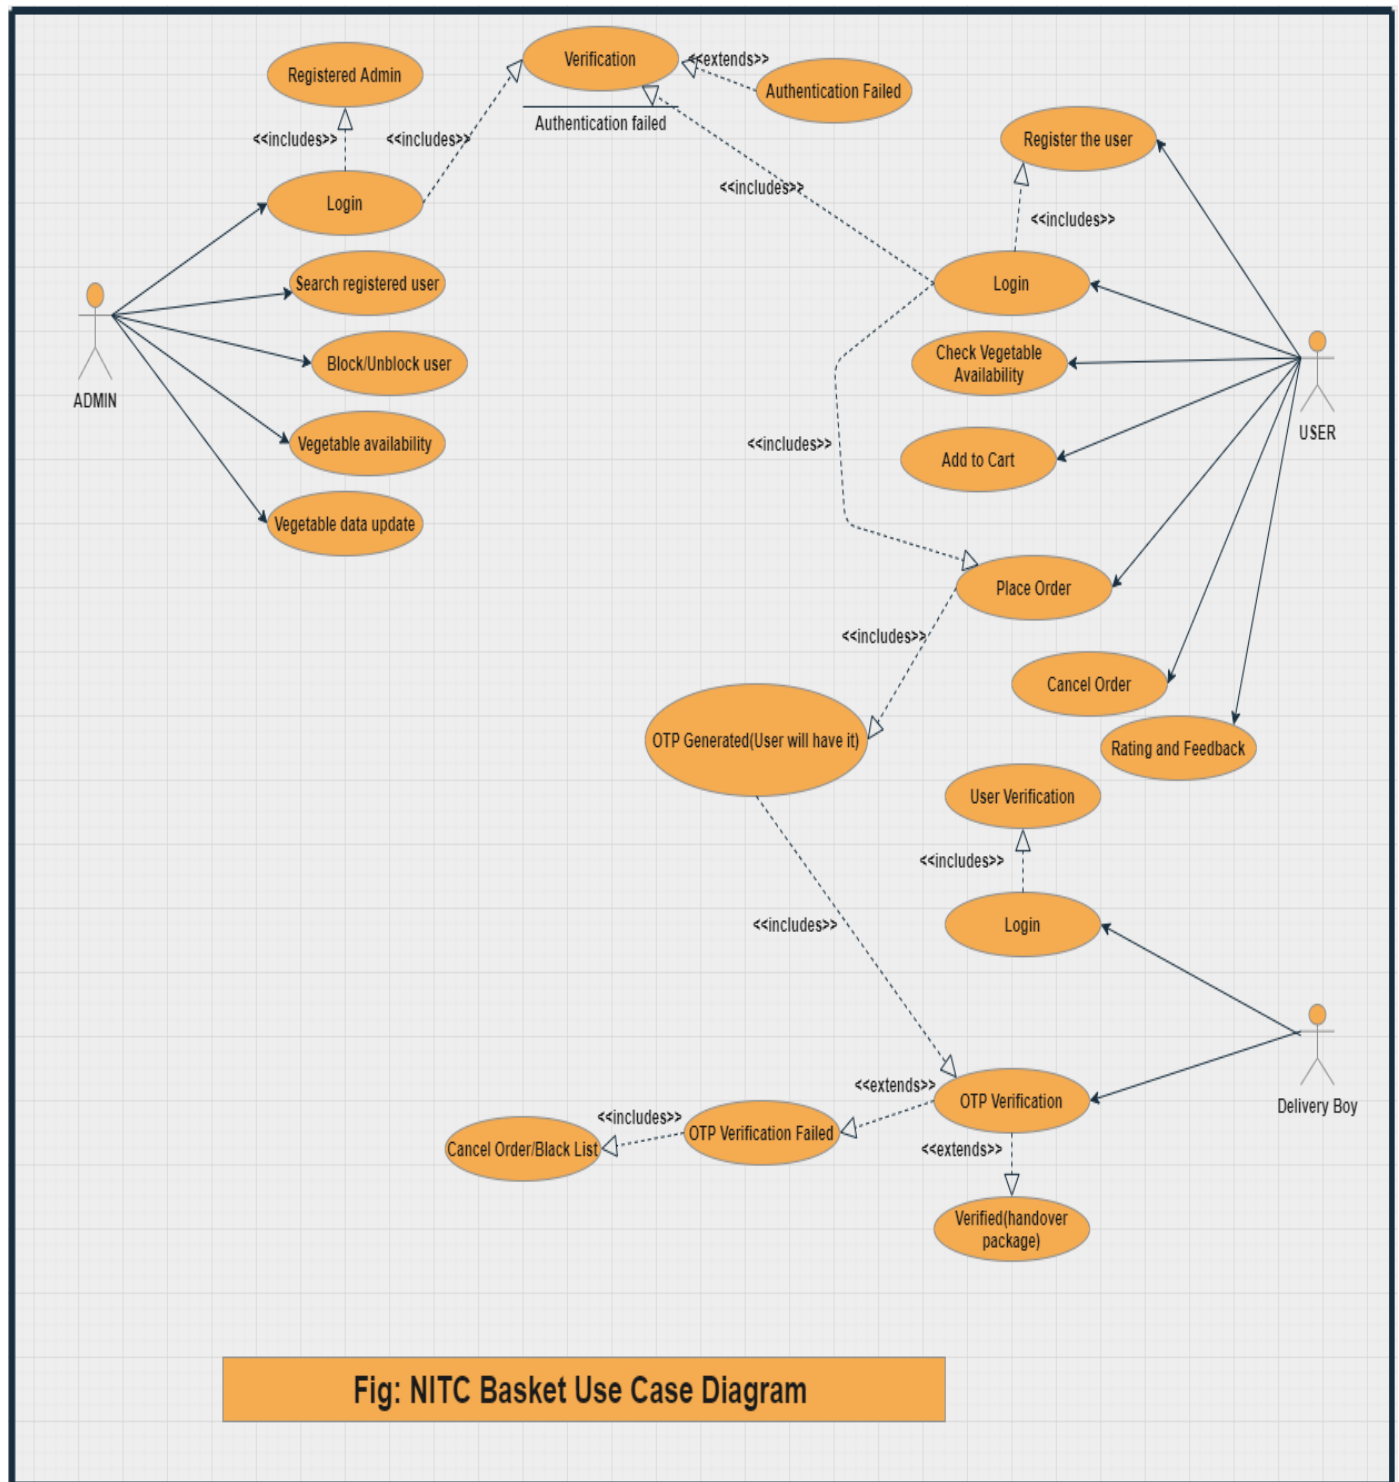 Verification
<<extends>>
Registered Admin
Authentication Failed
Authentication failed
<<includes>>
<<includes>>
Register the user
<<includes>>
Login
<<includes>>
Search registered user
Login
Block/Unblock user
Check Vegetable
Availability
ADMIN
USER
Vegetable availability
<<includes>>
Add to Cart
Vegetable data update
Place Order
<<includes>>
Cancel Order
OTP Generated(User will have it)
Rating and Feedback
User Verification
<<includes>>
<<includes>>
Login
<<extends>>
OTP Verification
Delivery Boy
<<includes>>
OTP Verification Failed
Cancel Order/Black List
<<extends>>
Verified(handover
package)
Fig: NITC Basket Use Case Diagram